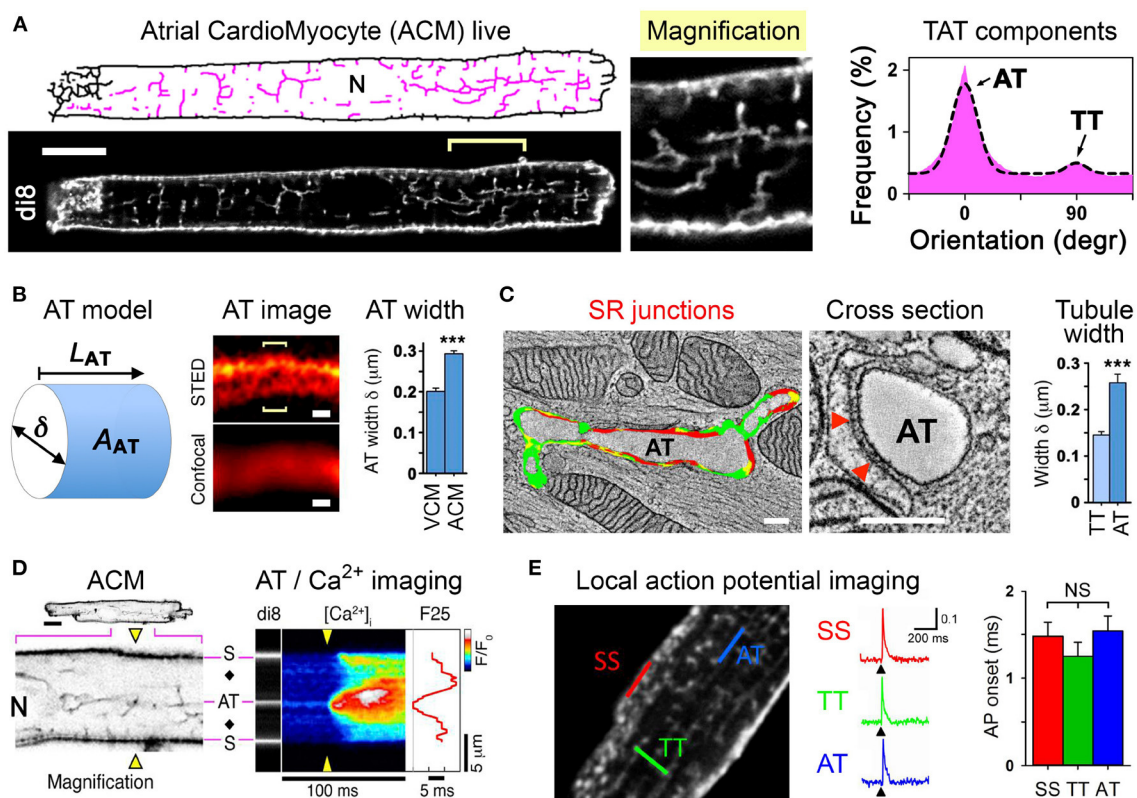 A
Atrial CardioMyocyte (ACM) live
N
di8
Magnification
TAT components
Frequency (%)
2
1
0
AT
TT
0 90
Orientation (degr)
B
AT model
L AT
δ
A AT
AT image
STED
Confocal
AT width
***
AT width δ (µm)
0.3
0.2
0.1
0
VCM
ACM
C
SR junctions
AT
Cross section
AT
Tubule
width
***
Width δ (µm)
0.3
0.2
0.1
0
TT
AT
D
ACM
N
Magnification
S
AT
S
AT / Ca2+ imaging
di8
[Ca2+]i
F25
F/F0
100 ms
5 ms
5 µm
E
Local action potential imaging
SS
AT
TT
0.1
200 ms
SS
TT
AT
AP onset (ms)
2
1
0
NS
SS TT AT